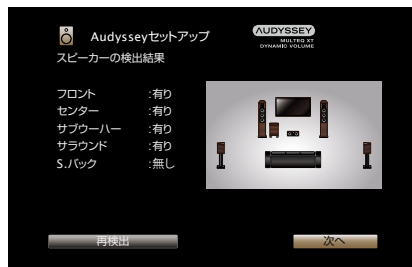 Audysseyセットアップ
AUDYSSEY
MULTEQ XT
DYNAMIC VOLUME
スピーカーの検出結果
フロント :有り
センター :有り
サブウーハー :有り
サラウンド :有り
S.バック :無し
再検出
次へ